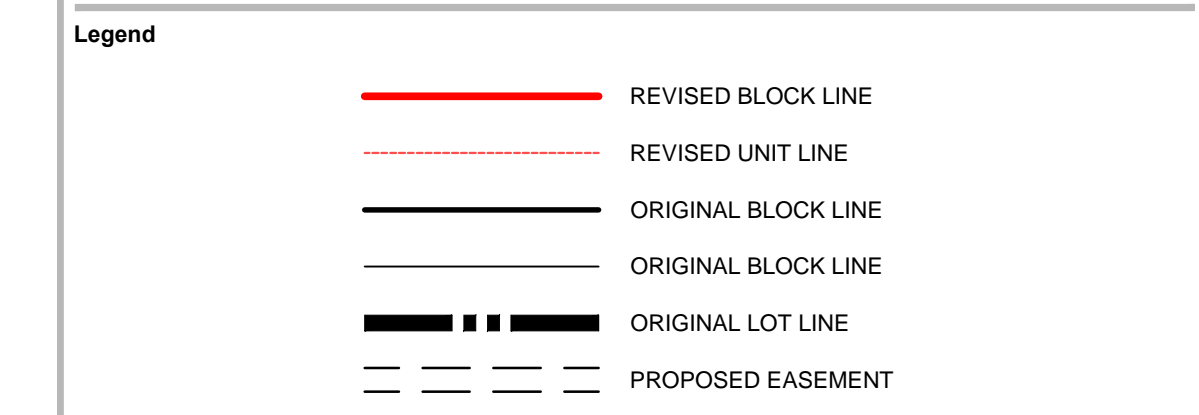 Legend
REVISED BLOCK LINE
REVISED UNIT LINE
ORIGINAL BLOCK LINE
ORIGINAL BLOCK LINE
ORIGINAL LOT LINE
PROPOSED EASEMENT